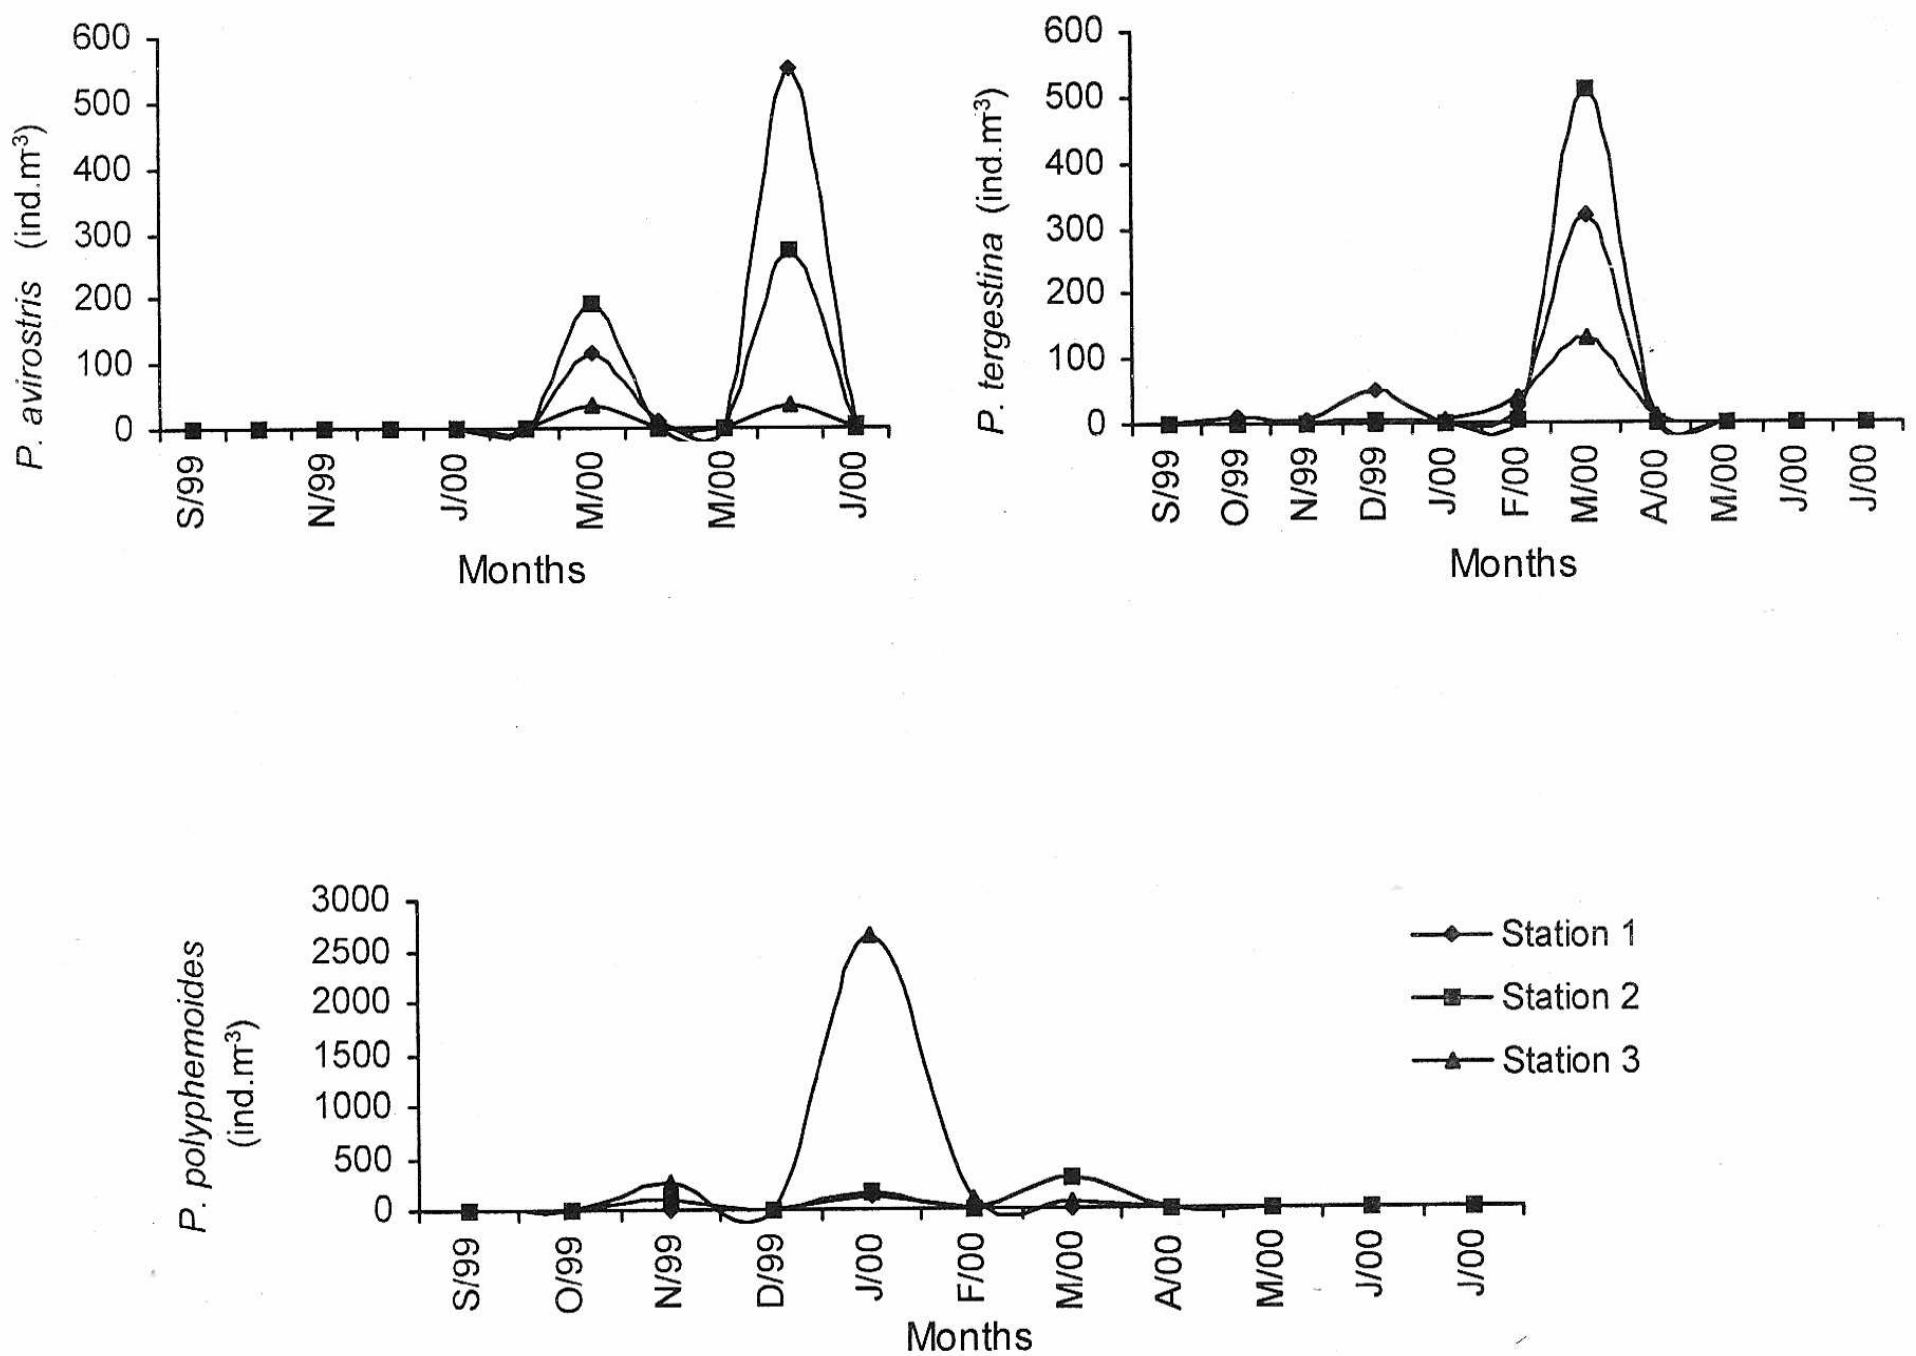 600
500
400
300
200
100
0
P. avirostris (ind.m-3)
S/99
N/99
J/00
M/00
M/00
J/00
Months
600
500
400
300
200
100
0
P. tergestina (ind.m-3)
S/99
O/99
N/99
D/99
J/00
F/00
M/00
A/00
M/00
J/00
J/00
Months
3000
2500
2000
1500
1000
500
0
P. polyphemoides
(ind.m-3)
S/99
O/99
N/99
D/99
J/00
F/00
M/00
A/00
M/00
J/00
J/00
Months
Station 1
Station 2
Station 3